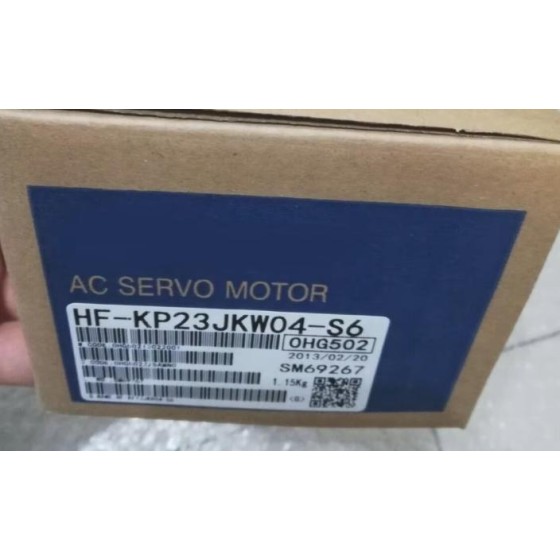 AC SERVO MOTOR
HF-KP23JKW04-S6
OHG502
2013/02/20
SM69267
1.15Kg